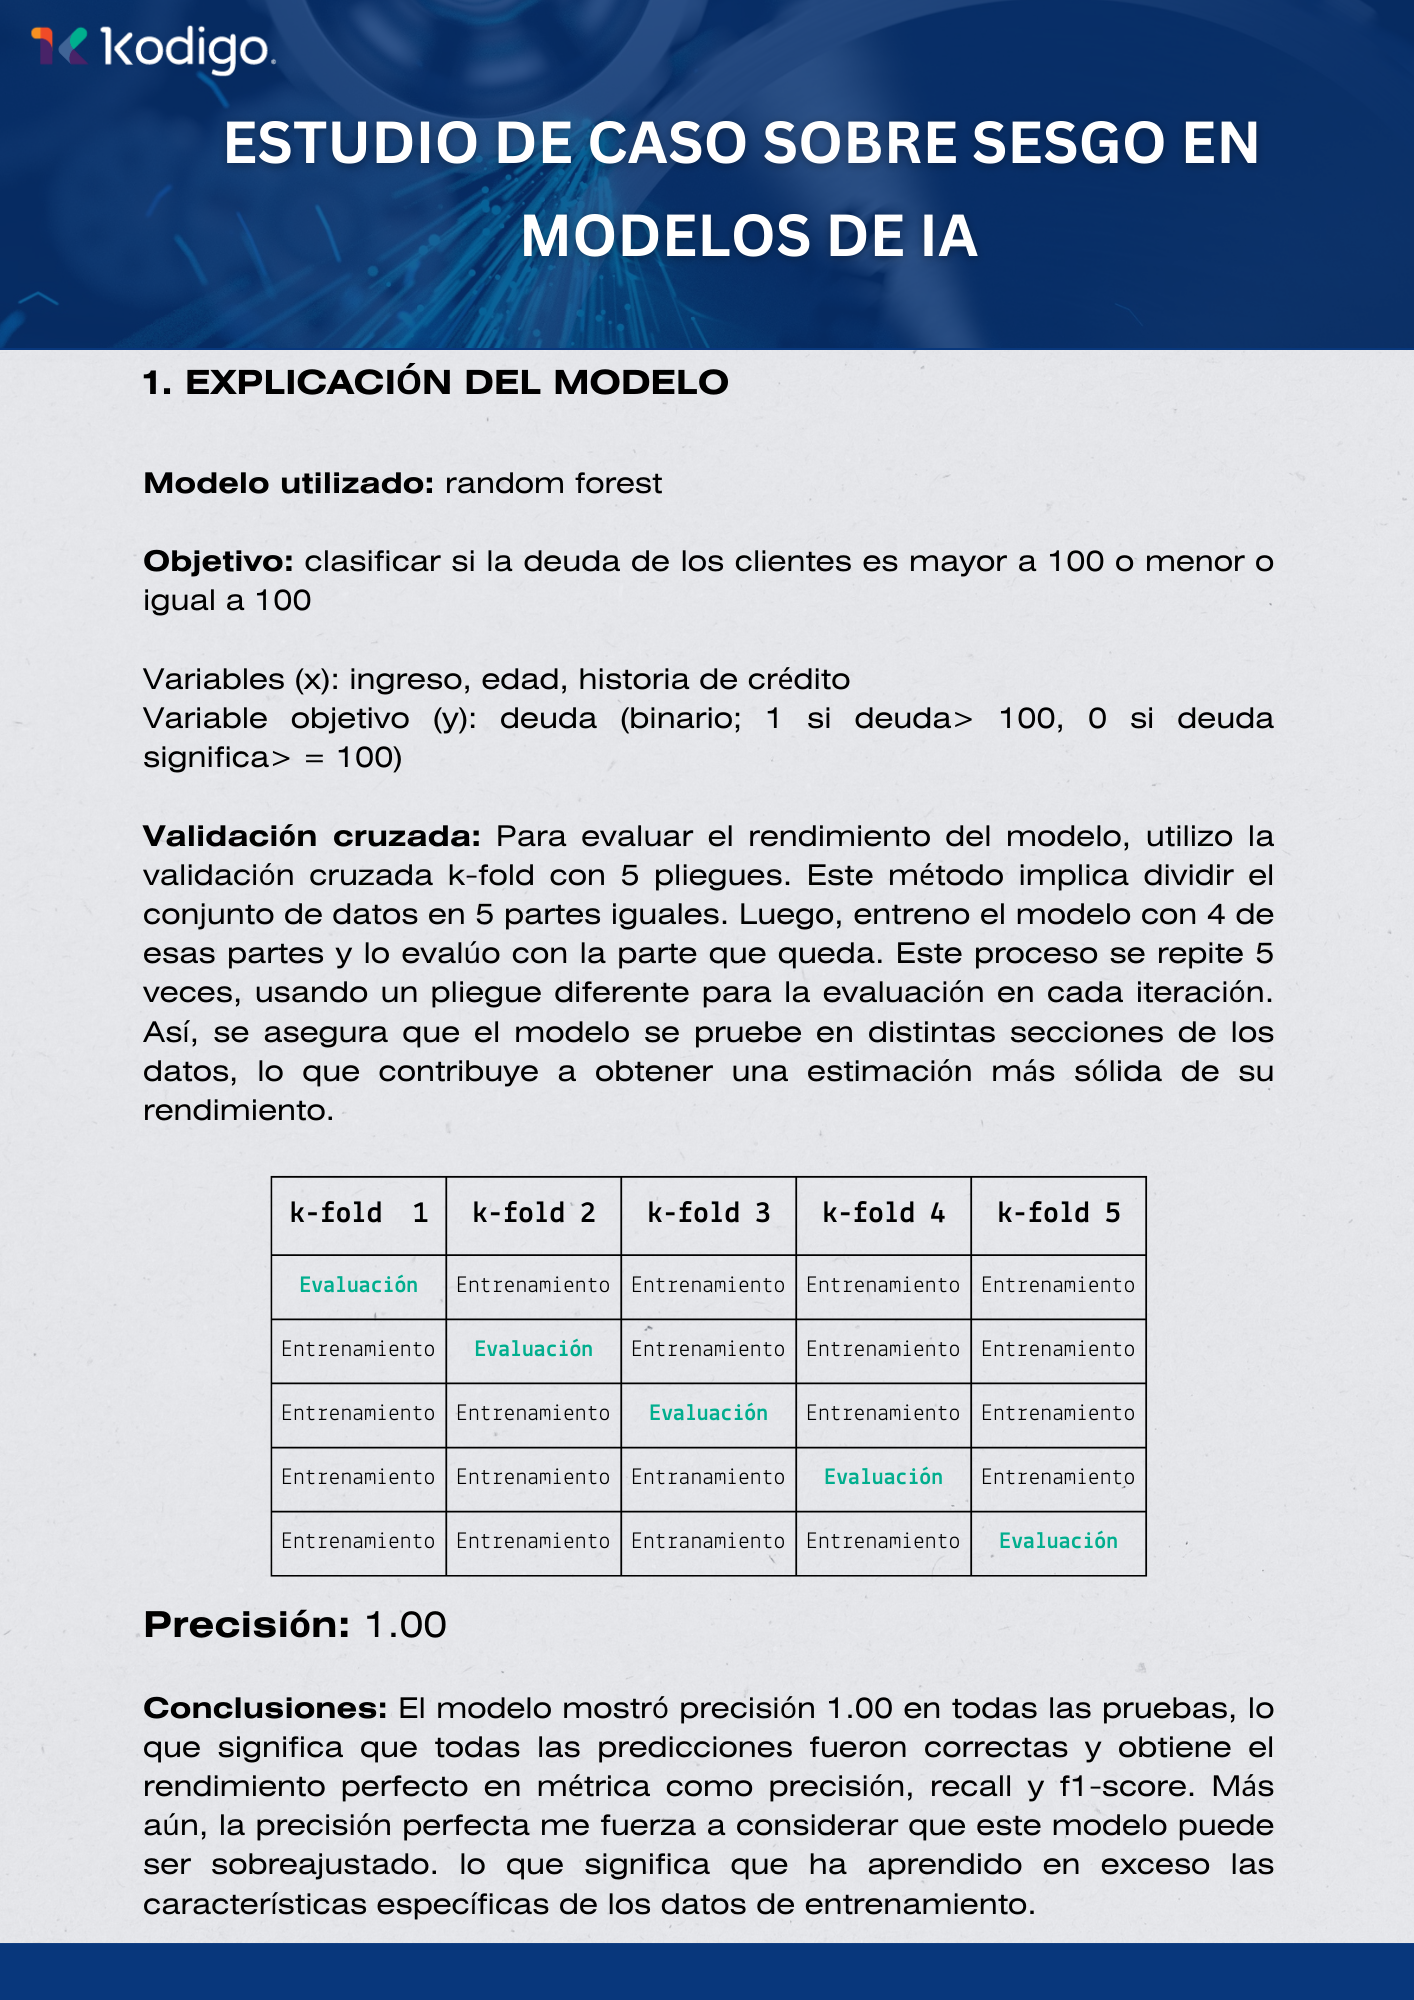 kodigo.
ESTUDIO DE CASO SOBRE SESGO EN
MODELOS DE IA
1. EXPLICACIÓN DEL MODELO
Modelo utilizado: random forest
Objetivo: clasificar si la deuda de los clientes es mayor a 100 o menor o
igual a 100
Variables (x): ingreso, edad, historia de crédito
Variable objetivo (y): deuda (binario; 1 si deuda> 100, 0 si deuda
significa> = 100)
Validación cruzada: Para evaluar el rendimiento del modelo, utilizo la
validación cruzada k-fold con 5 pliegues. Este método implica dividir el
conjunto de datos en 5 partes iguales. Luego, entreno el modelo con 4 de
esas partes y lo evalúo con la parte que queda. Este proceso se repite 5
veces, usando un pliegue diferente para la evaluación en cada iteración.
Así, se asegura que el modelo se pruebe en distintas secciones de los
datos, lo que contribuye a obtener una estimación más sólida de su
rendimiento.
k-fold 1 k-fold 2 k-fold 3 k-fold 4 k-fold 5
Evaluación Entrenamiento Entrenamiento Entrenamiento Entrenamiento
Entrenamiento Evaluación Entrenamiento Entrenamiento Entrenamiento
Entrenamiento Entrenamiento Evaluación Entrenamiento Entrenamiento
Entrenamiento Entrenamiento Entranamiento Evaluación Entrenamiento
Entrenamiento Entrenamiento Entranamiento Entrenamiento Evaluación
Precisión: 1.00
Conclusiones: El modelo mostró precisión 1.00 en todas las pruebas, lo
que significa que todas las predicciones fueron correctas y obtiene el
rendimiento perfecto en métrica como precisión, recall y f1-score. Más
aún, la precisión perfecta me fuerza a considerar que este modelo puede
ser sobreajustado. lo que significa que ha aprendido en exceso las
características específicas de los datos de entrenamiento.